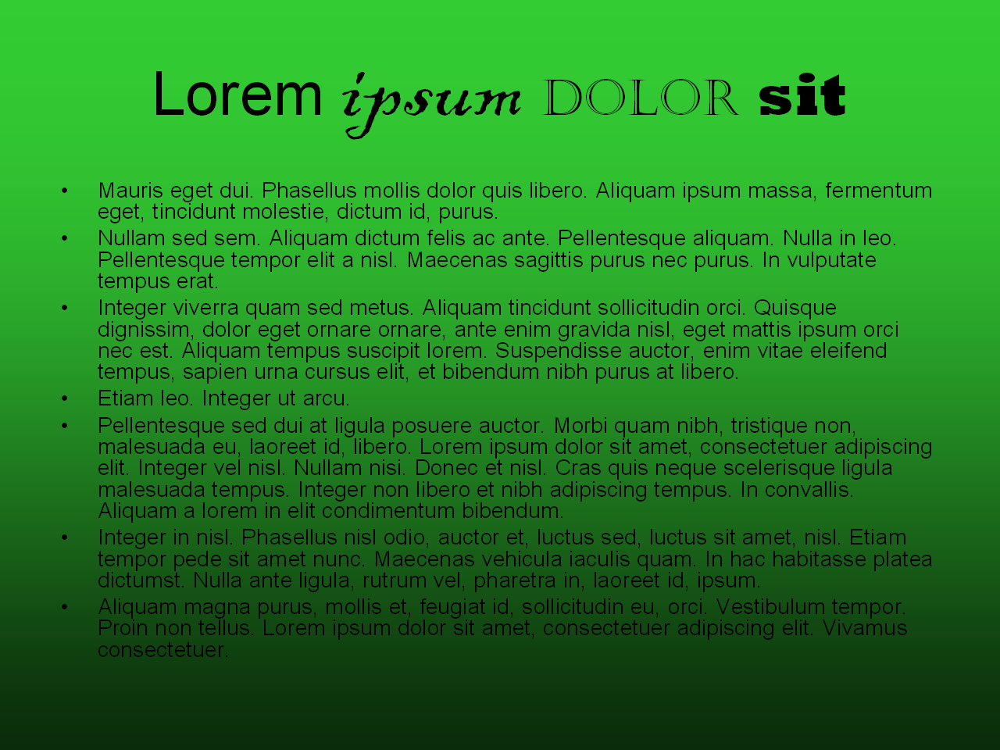 Lorem ipsum DOLOR sit
• Mauris eget dui. Phasellus mollis dolor quis libero. Aliquam ipsum massa, fermentum
eget, tincidunt molestie, dictum id, purus.
• Nullam sed sem. Aliquam dictum felis ac ante. Pellentesque aliquam. Nulla in leo.
Pellentesque tempor elit a nisl. Maecenas sagittis purus nec purus. In vulputate
tempus erat.
• Integer viverra quam sed metus. Aliquam tincidunt sollicitudin orci. Quisque
dignissim, dolor eget ornare ornare, ante enim gravida nisl, eget mattis ipsum orci
nec est. Aliquam tempus suscipit lorem. Suspendisse auctor, enim vitae eleifend
tempus, sapien urna cursus elit, et bibendum nibh purus at libero.
• Etiam leo. Integer ut arcu.
• Pellentesque sed dui at ligula posuere auctor. Morbi quam nibh, tristique non,
malesuada eu, laoreet id, libero. Lorem ipsum dolor sit amet, consectetuer adipiscing
elit. Integer vel nisl. Nullam nisi. Donec et nisl. Cras quis neque scelerisque ligula
malesuada tempus. Integer non libero et nibh adipiscing tempus. In convallis.
Aliquam a lorem in elit condimentum bibendum.
• Integer in nisl. Phasellus nisl odio, auctor et, luctus sed, luctus sit amet, nisl. Etiam
tempor pede sit amet nunc. Maecenas vehicula iaculis quam. In hac habitasse platea
dictumst. Nulla ante ligula, rutrum vel, pharetra in, laoreet id, ipsum.
• Aliquam magna purus, mollis et, feugiat id, sollicitudin eu, orci. Vestibulum tempor.
Proin non tellus. Lorem ipsum dolor sit amet, consectetuer adipiscing elit. Vivamus
consectetuer.